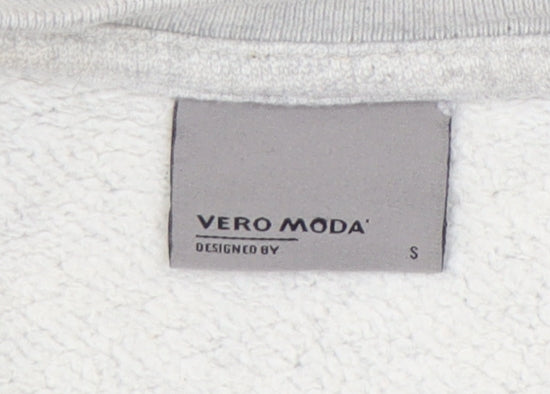 VERO MODA
DESIGNED BY
S